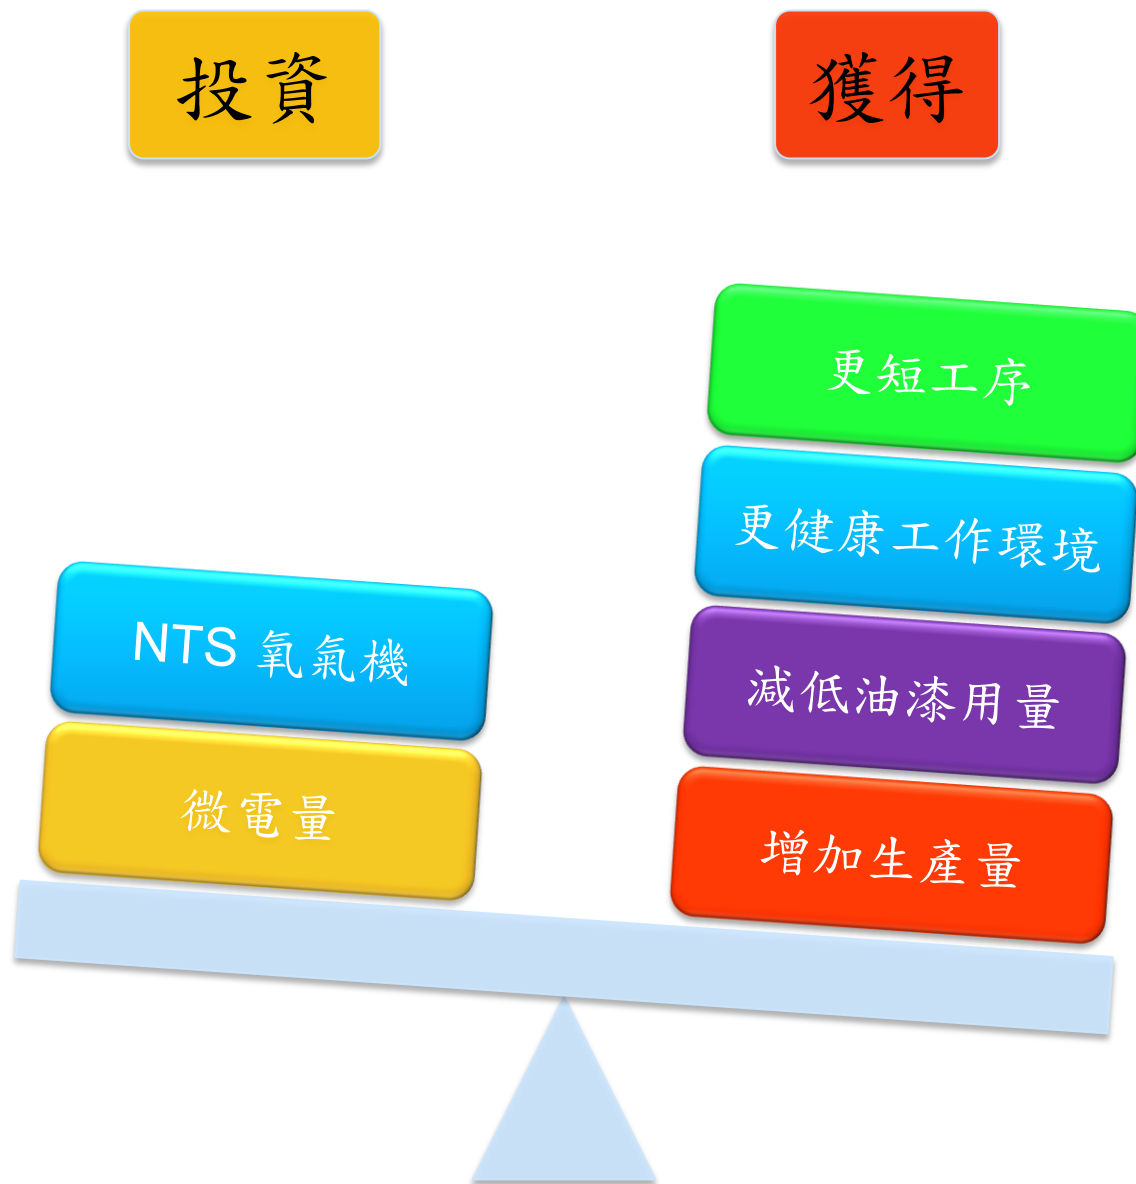 投資
獲得
NTS 氧氣機
微電量
更短工序
更健康工作環境
減低油漆用量
增加生產量